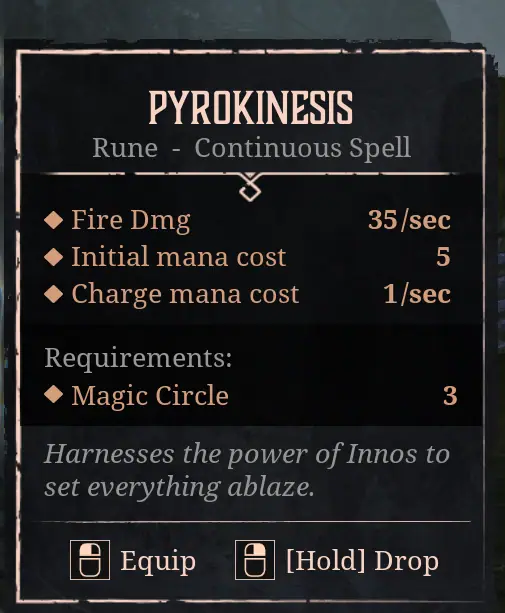 PYROKINESIS
Rune - Continuous Spell
Fire Dmg 35/sec
Initial mana cost 5
Charge mana cost 1/sec
Requirements:
Magic Circle 3
Harnesses the power of Innos to
set everything ablaze.
Equip [Hold] Drop